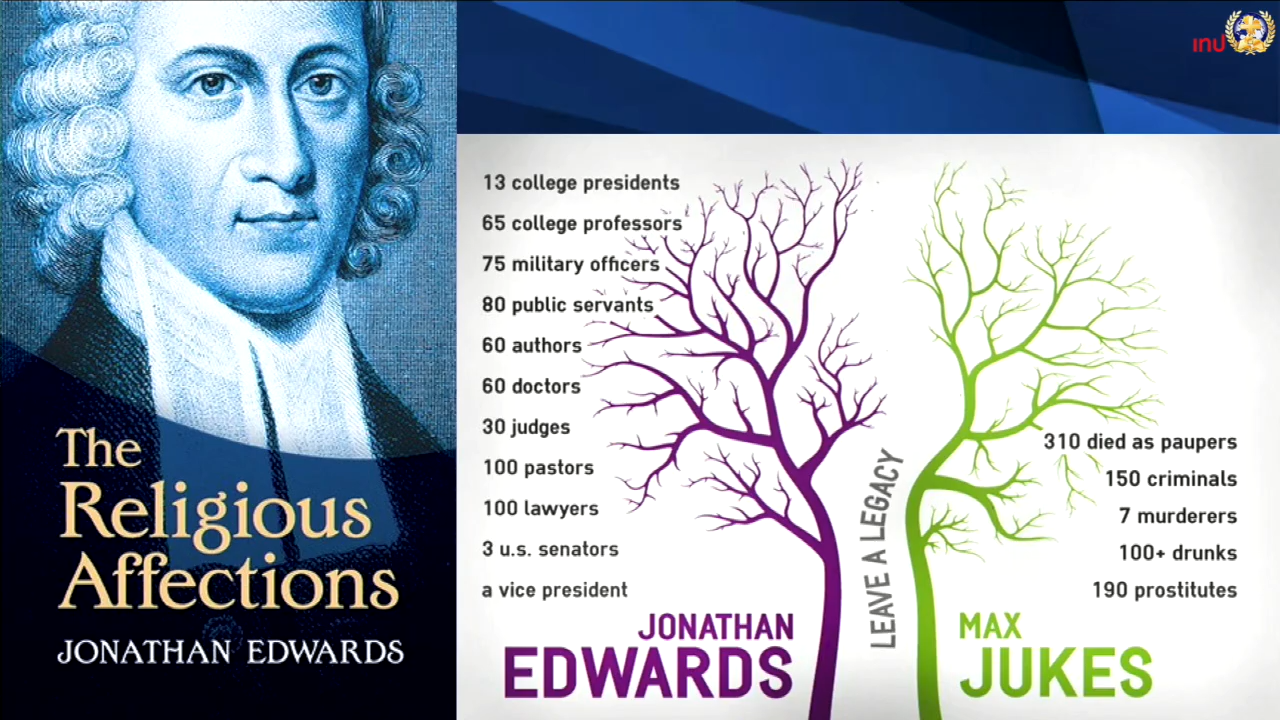 The
Religious
Affections
JONATHAN EDWARDS
INU
13 college presidents
65 college professors
75 military officers
80 public servants
60 authors
60 doctors
30 judges
100 pastors
100 lawyers
3 u.s. senators
a vice president
JONATHAN
EDWARDS
LEAVE A LEGACY
310 died as paupers
150 criminals
7 murderers
100+ drunks
190 prostitutes
MAX
JUKES